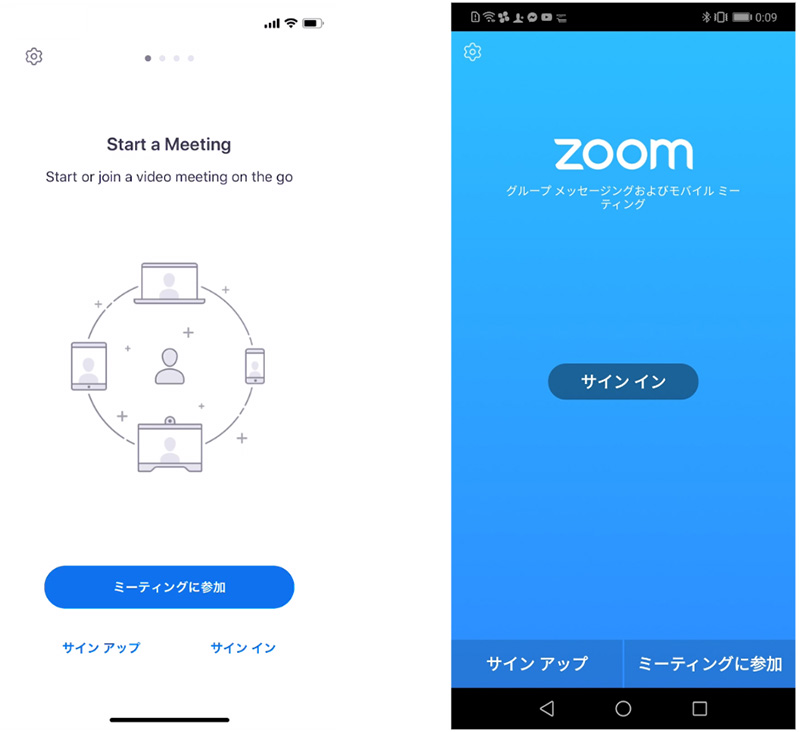 Start a Meeting
Start or join a video meeting on the go
ミーティングに参加
サイン アップ
サイン イン
0:09
zoom
グループ メッセージングおよびモバイル ミー
ティング
サイン イン
サイン アップ
ミーティングに参加